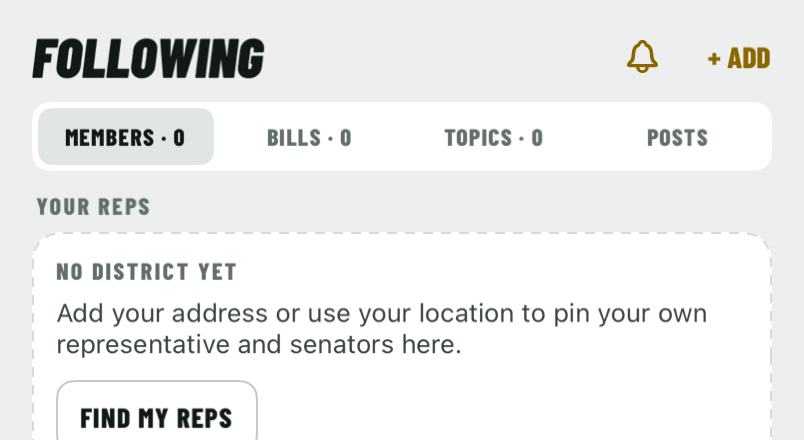 FOLLOWING
+ ADD
MEMBERS · 0
BILLS · 0
TOPICS · 0
POSTS
YOUR REPS
NO DISTRICT YET
Add your address or use your location to pin your own
representative and senators here.
FIND MY REPS